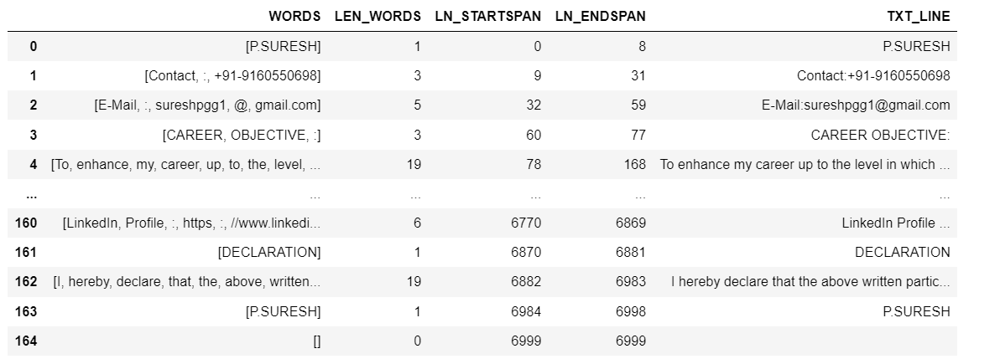 WORDS LEN_WORDS LN_STARTSPAN LN_ENDSPAN TXT_LINE
0 [P.SURESH] 1 0 8 P.SURESH
1 [Contact, :, +91-9160550698] 3 9 31 Contact:+91-9160550698
2 [E-Mail, :, sureshpgg1, @, gmail.com] 5 32 59 E-Mail:sureshpgg1@gmail.com
3 [CAREER, OBJECTIVE, :] 3 60 77 CAREER OBJECTIVE:
4 [To, enhance, my, career, up, to, the, level, ... 19 78 168 To enhance my career up to the level in which ...
... ... ... ... ... ...
160 [LinkedIn, Profile, :, https, :, //www.linkedi... 6 6770 6869 LinkedIn Profile ...
161 [DECLARATION] 1 6870 6881 DECLARATION
162 [I, hereby, declare, that, the, above, written... 19 6882 6983 I hereby declare that the above written partic...
163 [P.SURESH] 1 6984 6998 P.SURESH
164 [] 0 6999 6999